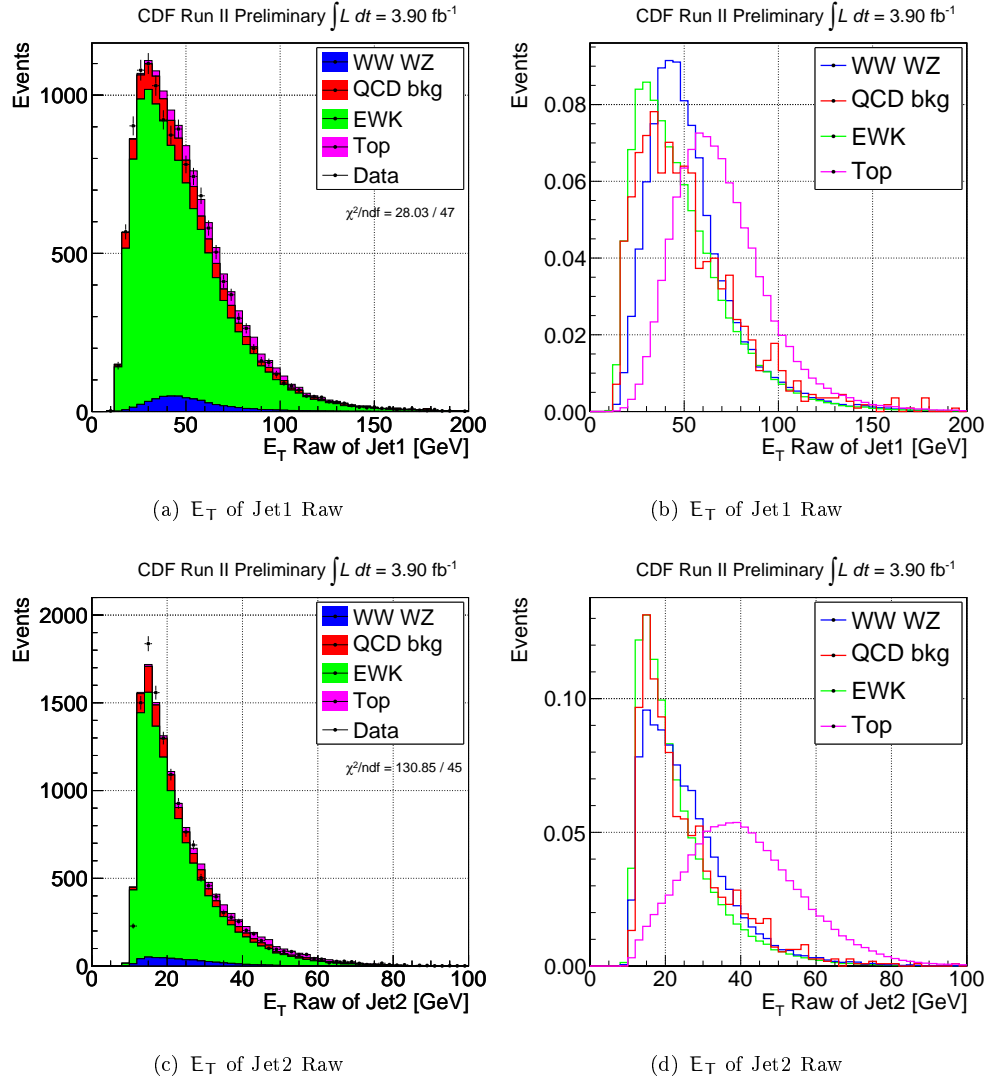 CDF Run II Preliminary ∫L dt = 3.90 fb⁻¹
Events
1000
500
0
WW WZ
QCD bkg
EWK
Top
Data
χ²/ndf = 28.03 / 47
0 50 100 150 200
E_T Raw of Jet1 [GeV]
(a) E_T of Jet1 Raw
CDF Run II Preliminary ∫L dt = 3.90 fb⁻¹
Events
0.08
0.06
0.04
0.02
0.00
WW WZ
QCD bkg
EWK
Top
0 50 100 150 200
E_T Raw of Jet1 [GeV]
(b) E_T of Jet1 Raw
CDF Run II Preliminary ∫L dt = 3.90 fb⁻¹
Events
2000
1500
1000
500
0
WW WZ
QCD bkg
EWK
Top
Data
χ²/ndf = 130.85 / 45
0 20 40 60 80 100
E_T Raw of Jet2 [GeV]
(c) E_T of Jet2 Raw
CDF Run II Preliminary ∫L dt = 3.90 fb⁻¹
Events
0.10
0.05
0.00
WW WZ
QCD bkg
EWK
Top
0 20 40 60 80 100
E_T Raw of Jet2 [GeV]
(d) E_T of Jet2 Raw